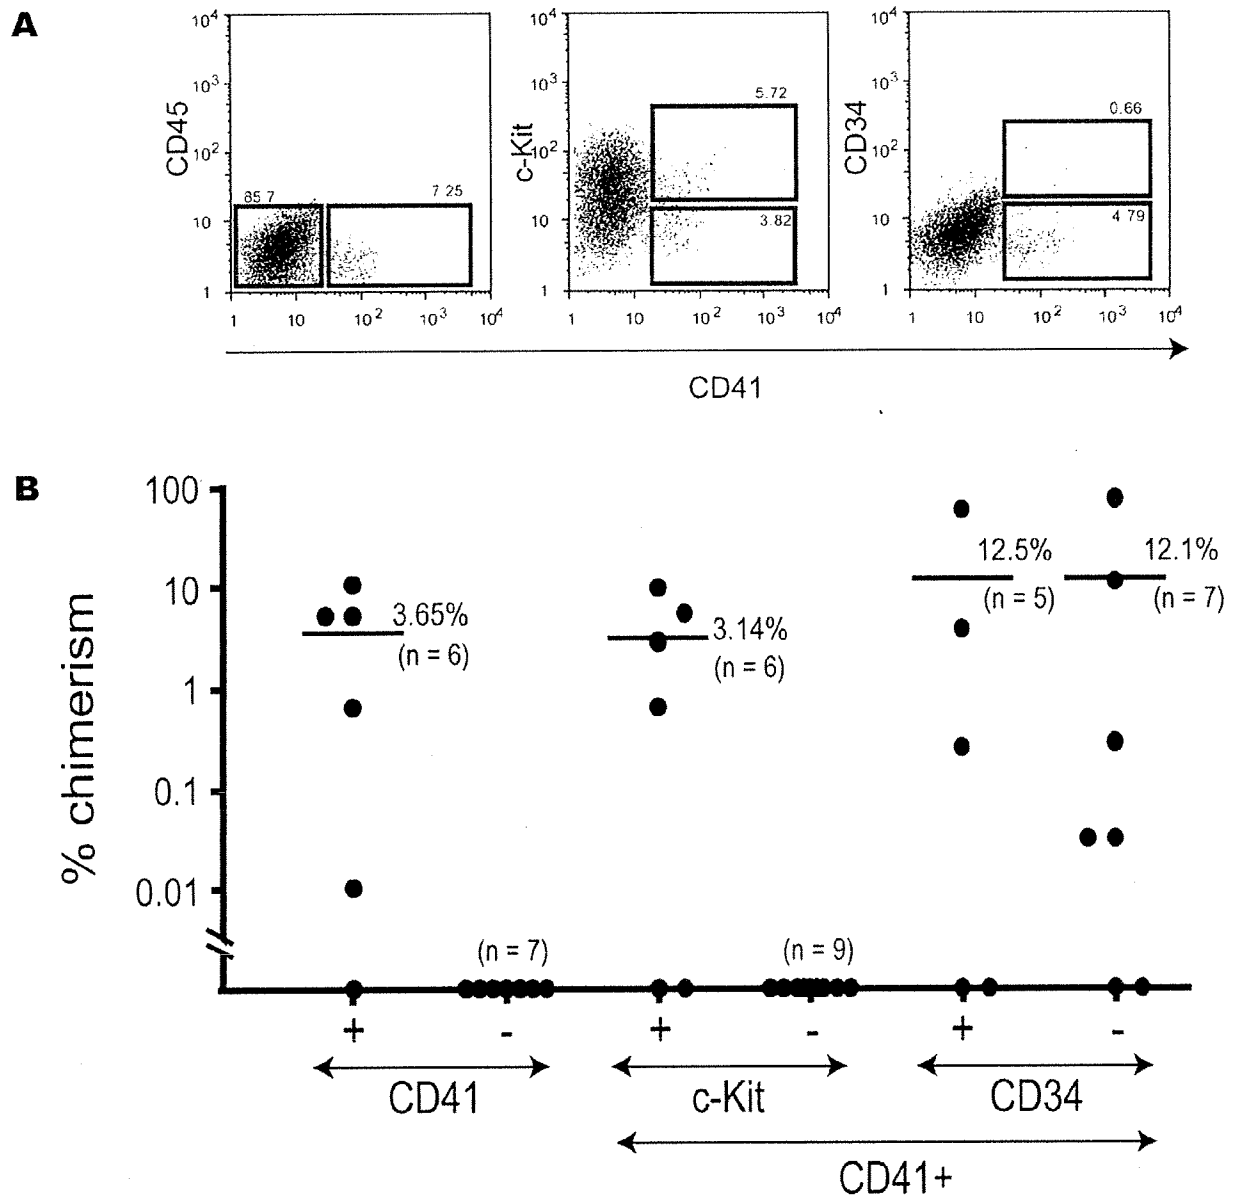 A
CD45
10⁴
10³
10²
10
1
85 7
7 25
1 10 10² 10³ 10⁴
c-Kit
10⁴
10³
10²
10
1
5.72
3.82
1 10 10² 10³ 10⁴
CD34
10⁴
10³
10²
10
1
0.66
4 79
1 10 10² 10³ 10⁴
CD41
B
% chimerism
100
10
1
0.1
0.01
3.65%
(n = 6)
(n = 7)
3.14%
(n = 6)
(n = 9)
12.5%
(n = 5)
12.1%
(n = 7)
+ - + - + -
CD41 c-Kit CD34
CD41+